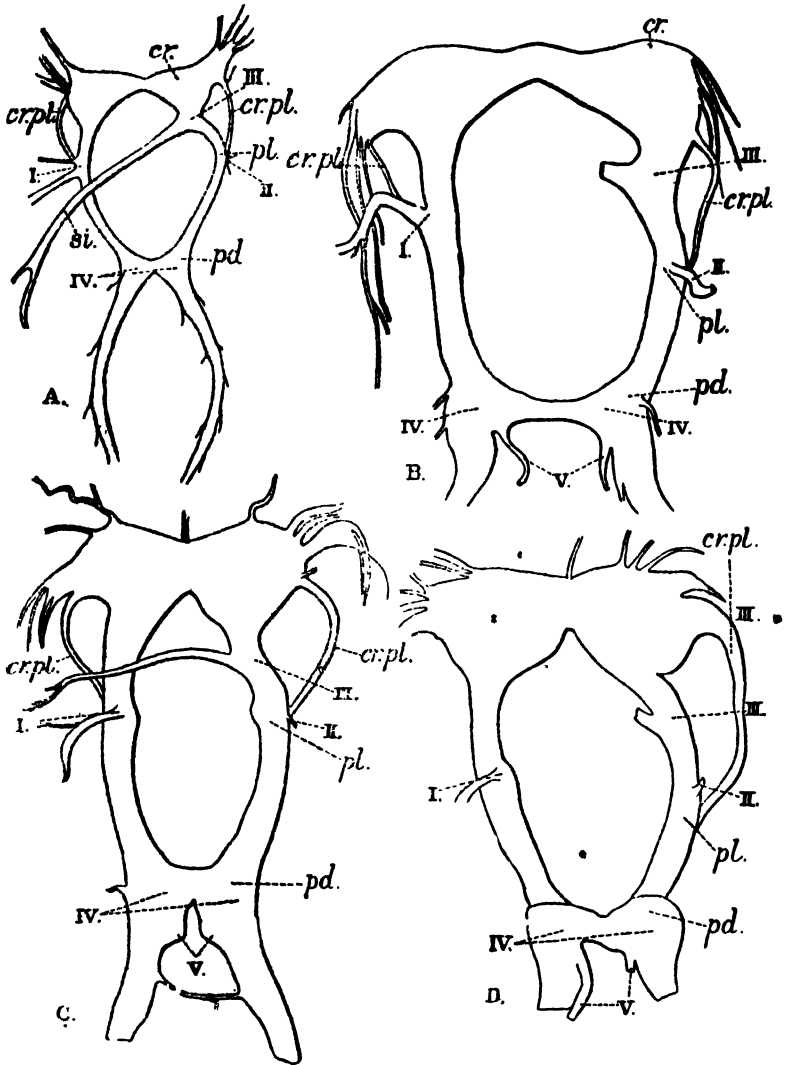 cr.
III.
cr.pl.
cr.pl.
pl.
I.
II.
si.
pd
IV.
A.
cr.
cr.pl.
III.
cr.pl.
I.
II.
pl.
pd.
IV.
IV.
V.
B.
cr.pl.
cr.pl.
I.
II.
pl.
pd.
IV.
V.
C.
cr.pl.
III.
III.
I.
II.
pl.
pd.
IV.
V.
D.